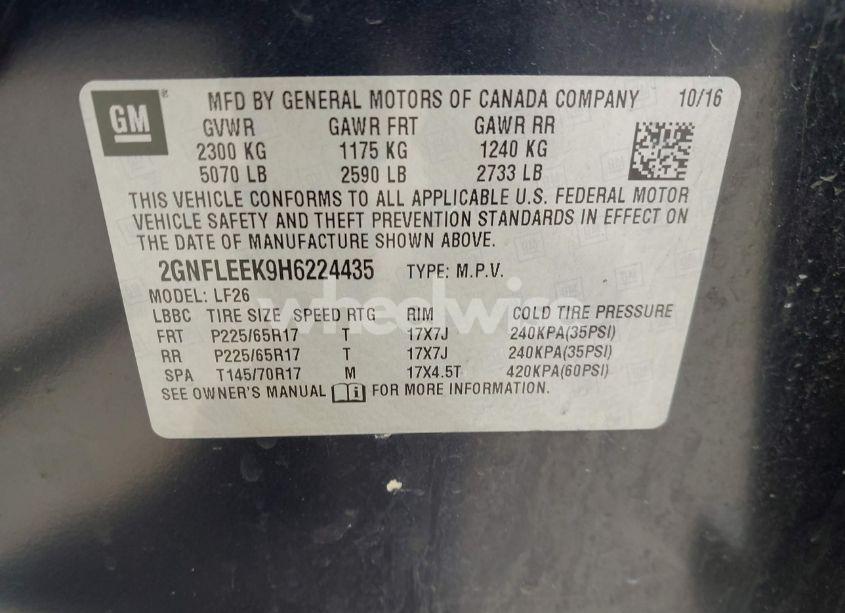 GM ® MFD BY GENERAL MOTORS OF CANADA COMPANY 10/16
GVWR GAWR FRT GAWR RR
2300 KG 1175 KG 1240 KG
5070 LB 2590 LB 2733 LB
THIS VEHICLE CONFORMS TO ALL APPLICABLE U.S. FEDERAL MOTOR
VEHICLE SAFETY AND THEFT PREVENTION STANDARDS IN EFFECT ON
THE DATE OF MANUFACTURE SHOWN ABOVE.
2GNFLEEK9H6224435 TYPE: M.P.V.
MODEL: LF26
wheelwire
LBBC TIRE SIZE SPEED RTG RIM COLD TIRE PRESSURE
FRT P225/65R17 T 17X7J 240KPA(35PSI)
RR P225/65R17 T 17X7J 240KPA(35PSI)
SPA T145/70R17 M 17X4.5T 420KPA(60PSI)
SEE OWNER'S MANUAL FOR MORE INFORMATION.